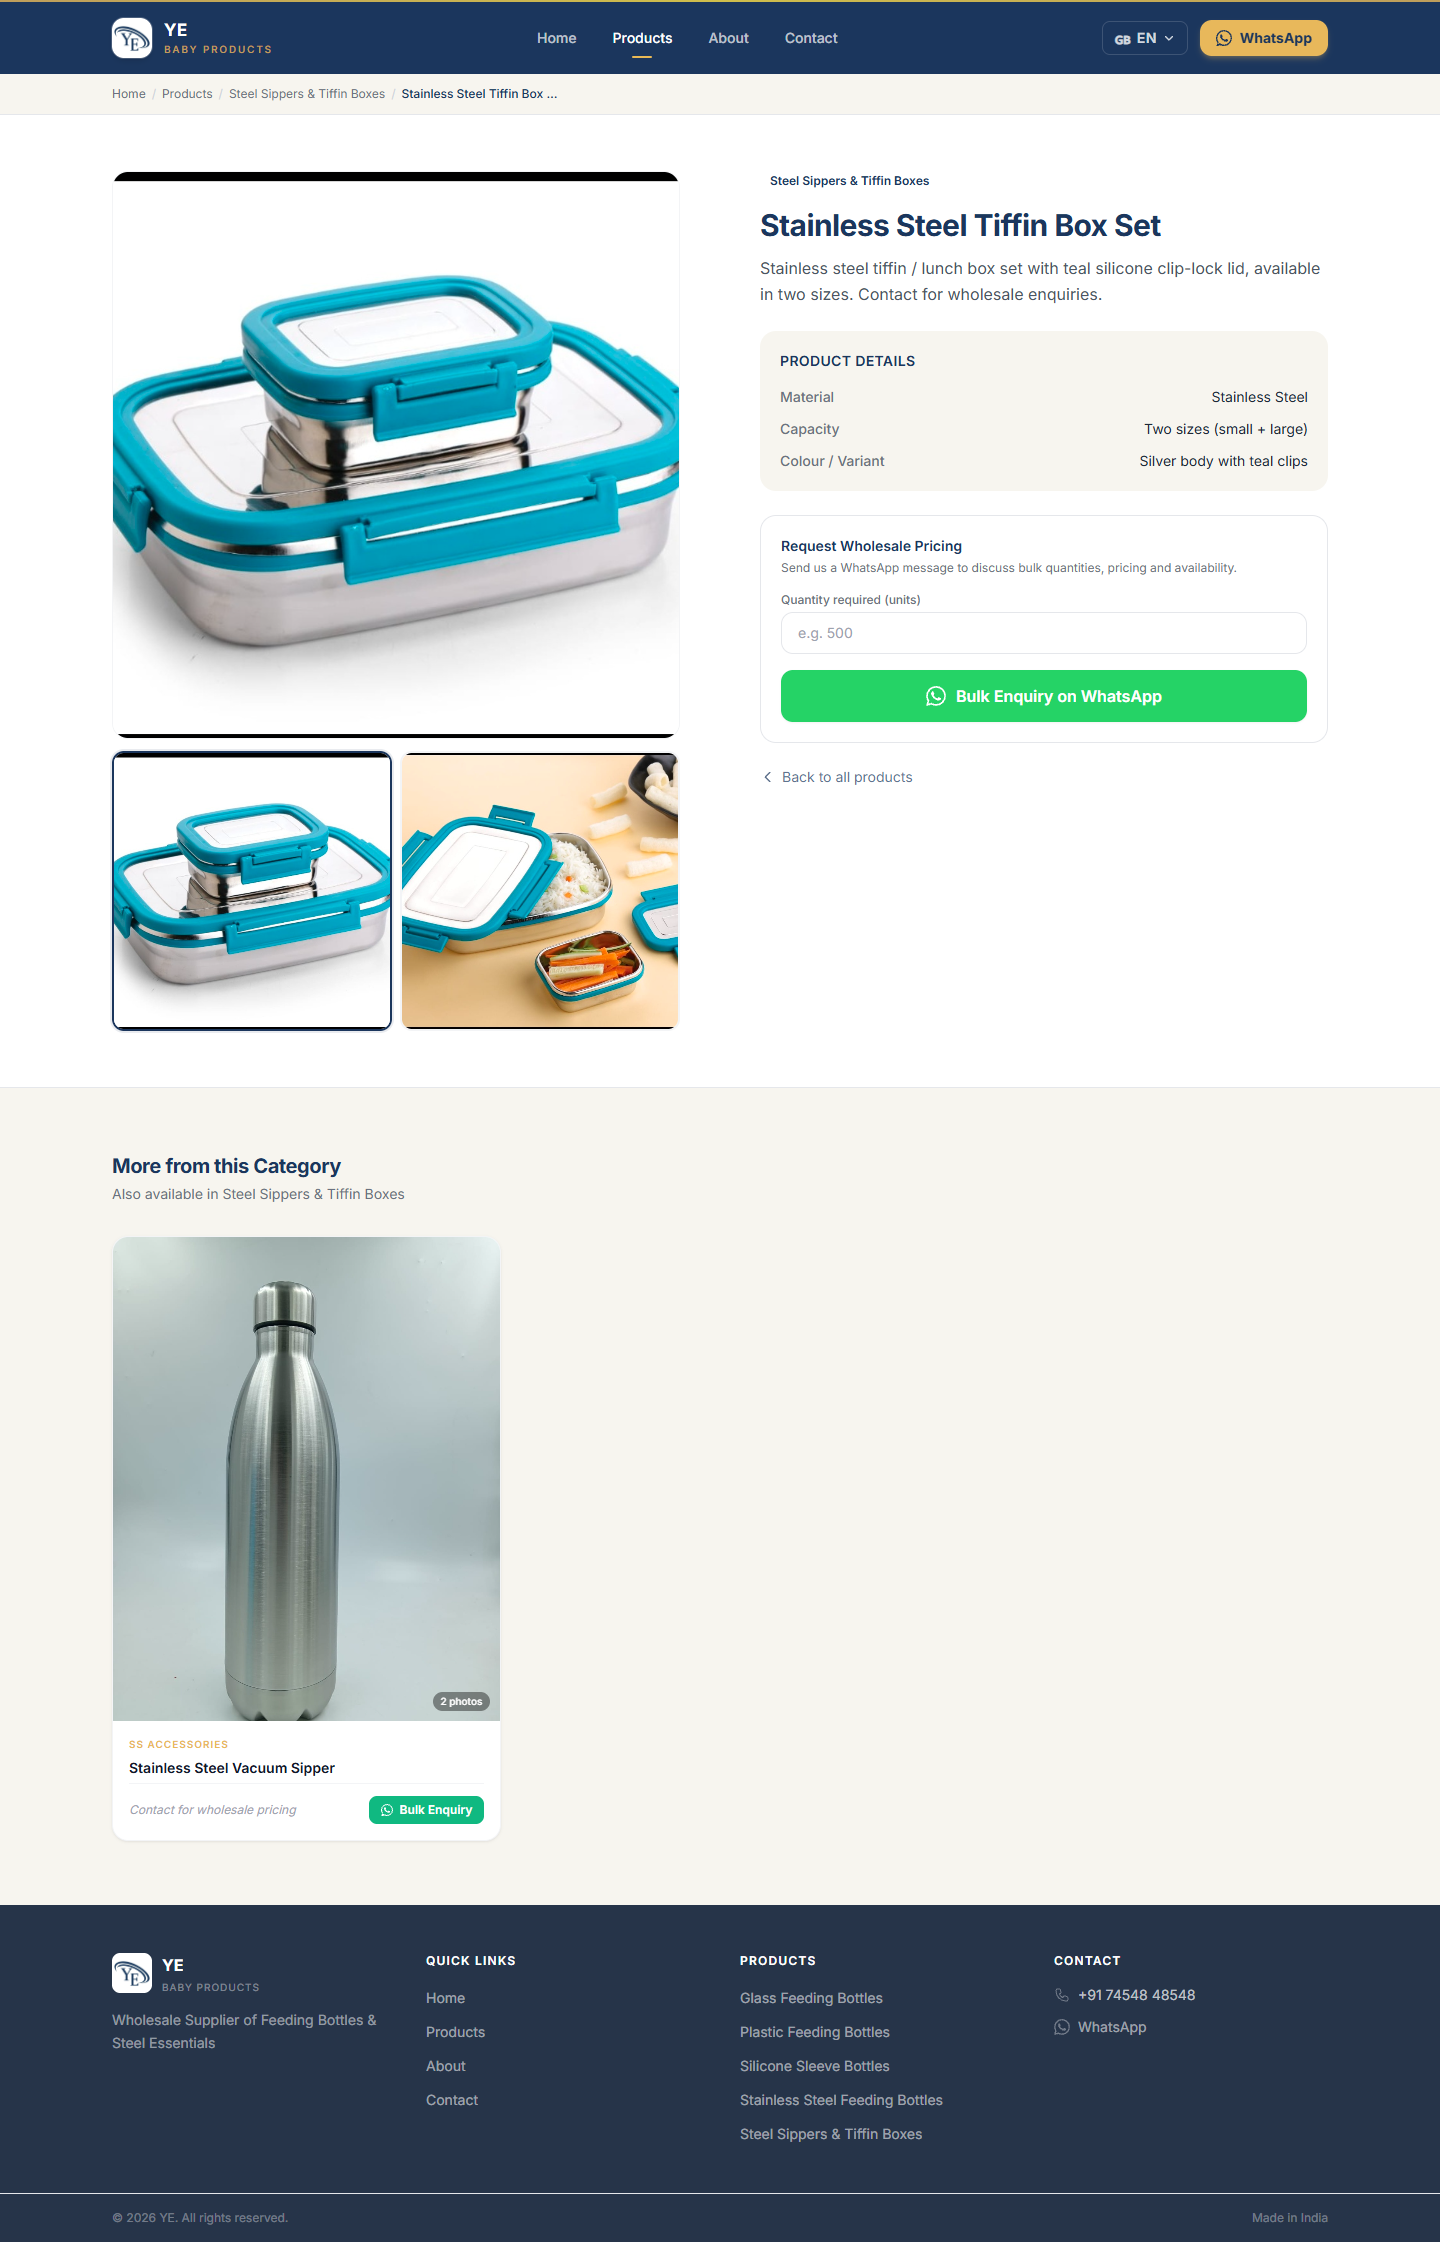 YE
YE
BABY PRODUCTS
Home
Products
About
Contact
GB EN
WhatsApp
Home / Products / Steel Sippers & Tiffin Boxes / Stainless Steel Tiffin Box ...
Steel Sippers & Tiffin Boxes
Stainless Steel Tiffin Box Set
Stainless steel tiffin / lunch box set with teal silicone clip-lock lid, available
in two sizes. Contact for wholesale enquiries.
PRODUCT DETAILS
Material Stainless Steel
Capacity Two sizes (small + large)
Colour / Variant Silver body with teal clips
Request Wholesale Pricing
Send us a WhatsApp message to discuss bulk quantities, pricing and availability.
Quantity required (units)
e.g. 500
Bulk Enquiry on WhatsApp
Back to all products
More from this Category
Also available in Steel Sippers & Tiffin Boxes
2 photos
SS ACCESSORIES
Stainless Steel Vacuum Sipper
Contact for wholesale pricing
Bulk Enquiry
YE
YE
BABY PRODUCTS
Wholesale Supplier of Feeding Bottles &
Steel Essentials
QUICK LINKS
Home
Products
About
Contact
PRODUCTS
Glass Feeding Bottles
Plastic Feeding Bottles
Silicone Sleeve Bottles
Stainless Steel Feeding Bottles
Steel Sippers & Tiffin Boxes
CONTACT
+91 74548 48548
WhatsApp
© 2026 YE. All rights reserved.
Made in India